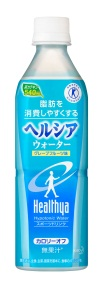 脂肪を
消費しやすくする
ヘルシア
ウォーター
グレープフルーツ味
Healthya
Hypotonic Water
スポーツドリンク
カロリーオフ
無果汁